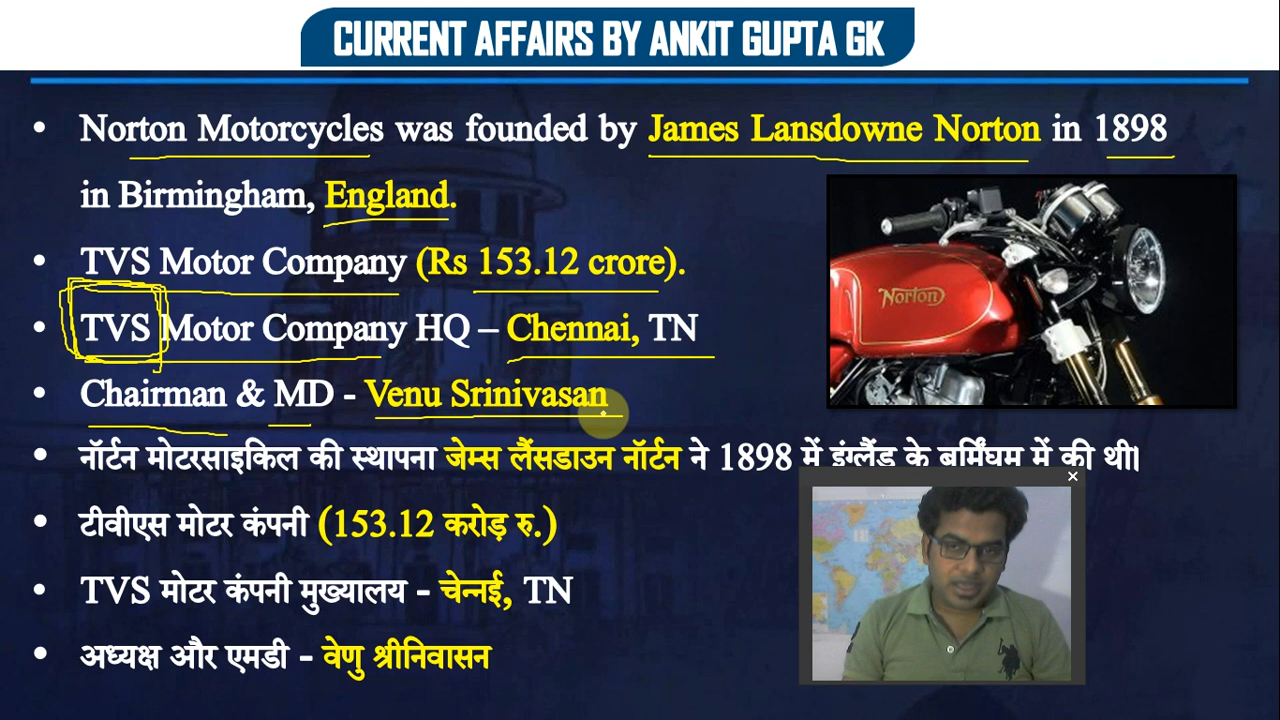 CURRENT AFFAIRS BY ANKIT GUPTA GK
• Norton Motorcycles was founded by James Lansdowne Norton in 1898
in Birmingham, England.
• TVS Motor Company (Rs 153.12 crore).
• TVS Motor Company HQ – Chennai, TN
• Chairman & MD - Venu Srinivasan
Norton
• नॉर्टन मोटरसाइकिल की स्थापना जेम्स लैंसडाउन नॉर्टन ने 1898 में इंग्लैंड के बर्मिंघम में की थी।
• टीवीएस मोटर कंपनी (153.12 करोड़ रु.)
• TVS मोटर कंपनी मुख्यालय - चेन्नई, TN
• अध्यक्ष और एमडी - वेणु श्रीनिवासन